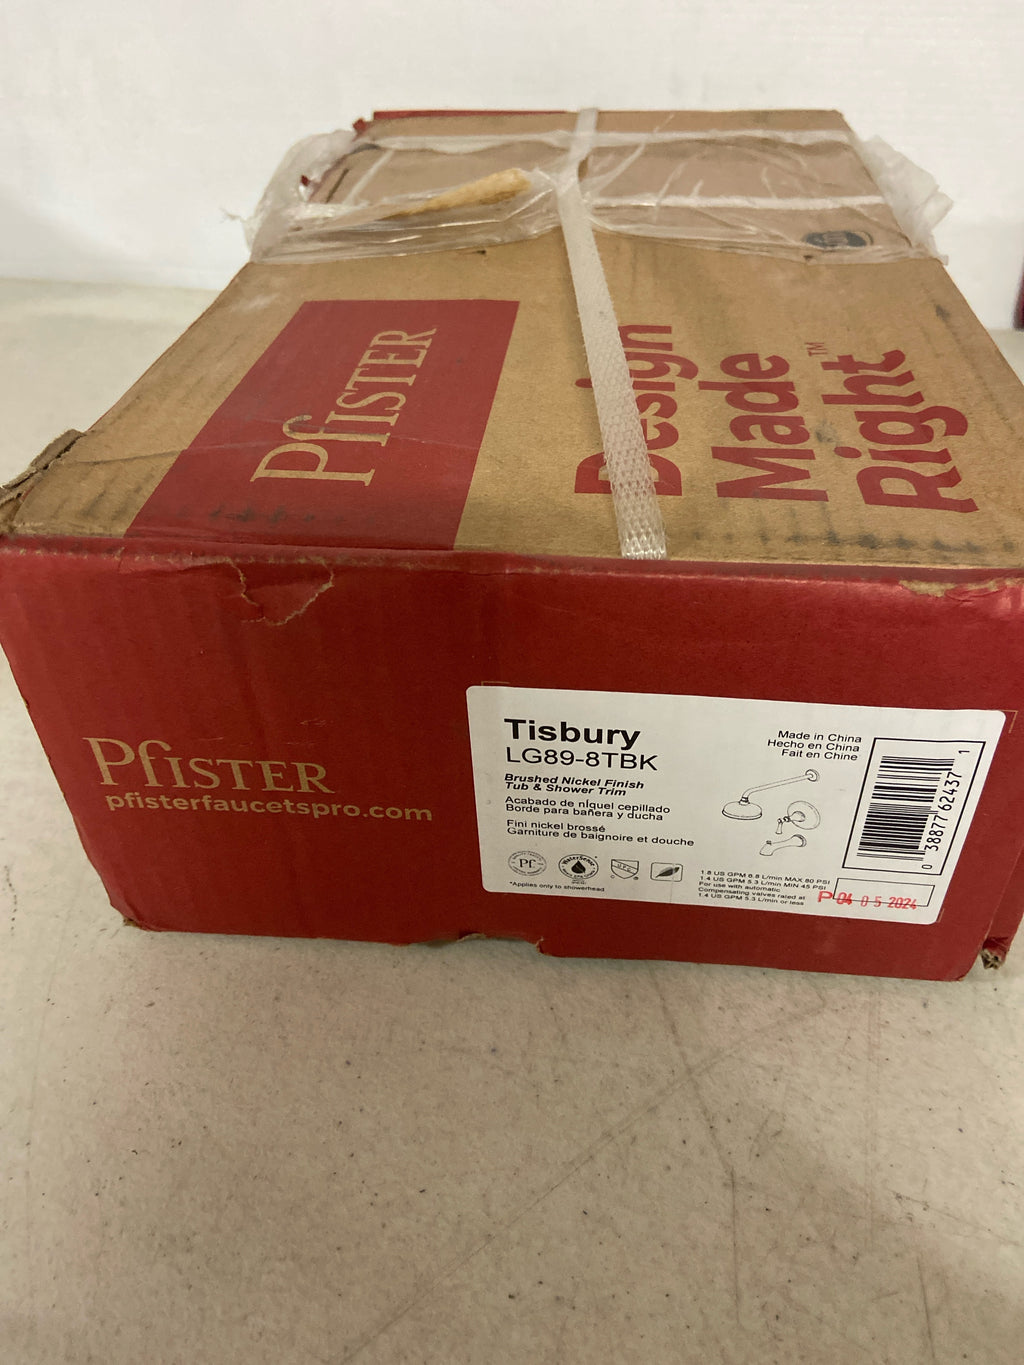 Pfister
Design
Made
Right™
Pfister
pfisterfaucetspro.com
Tisbury
LG89-8TBK
Brushed Nickel Finish
Tub & Shower Trim
Acabado de níquel cepillado
Borde para bañera y ducha
Fini nickel brossé
Garniture de baignoire et douche
Made in China
Hecho en China
Fait en Chine
0 38877 62437 1
Pf
WaterSense
UPC
*Applies only to showerhead
1.8 US GPM 6.8 L/min MAX 80 PSI
1.4 US GPM 5.3 L/min MIN 45 PSI
For use with automatic
Compensating valves rated at
1.4 US GPM 5.3 L/min or less
P 04 05 2024